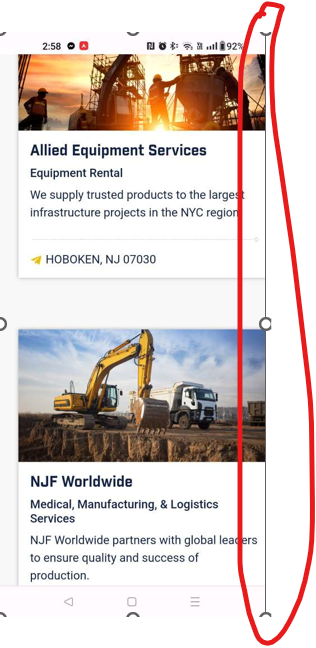 2:58 92%
Allied Equipment Services
Equipment Rental
We supply trusted products to the largest
infrastructure projects in the NYC region
HOBOKEN, NJ 07030
NJF Worldwide
Medical, Manufacturing, & Logistics
Services
NJF Worldwide partners with global leaders
to ensure quality and success of
production.